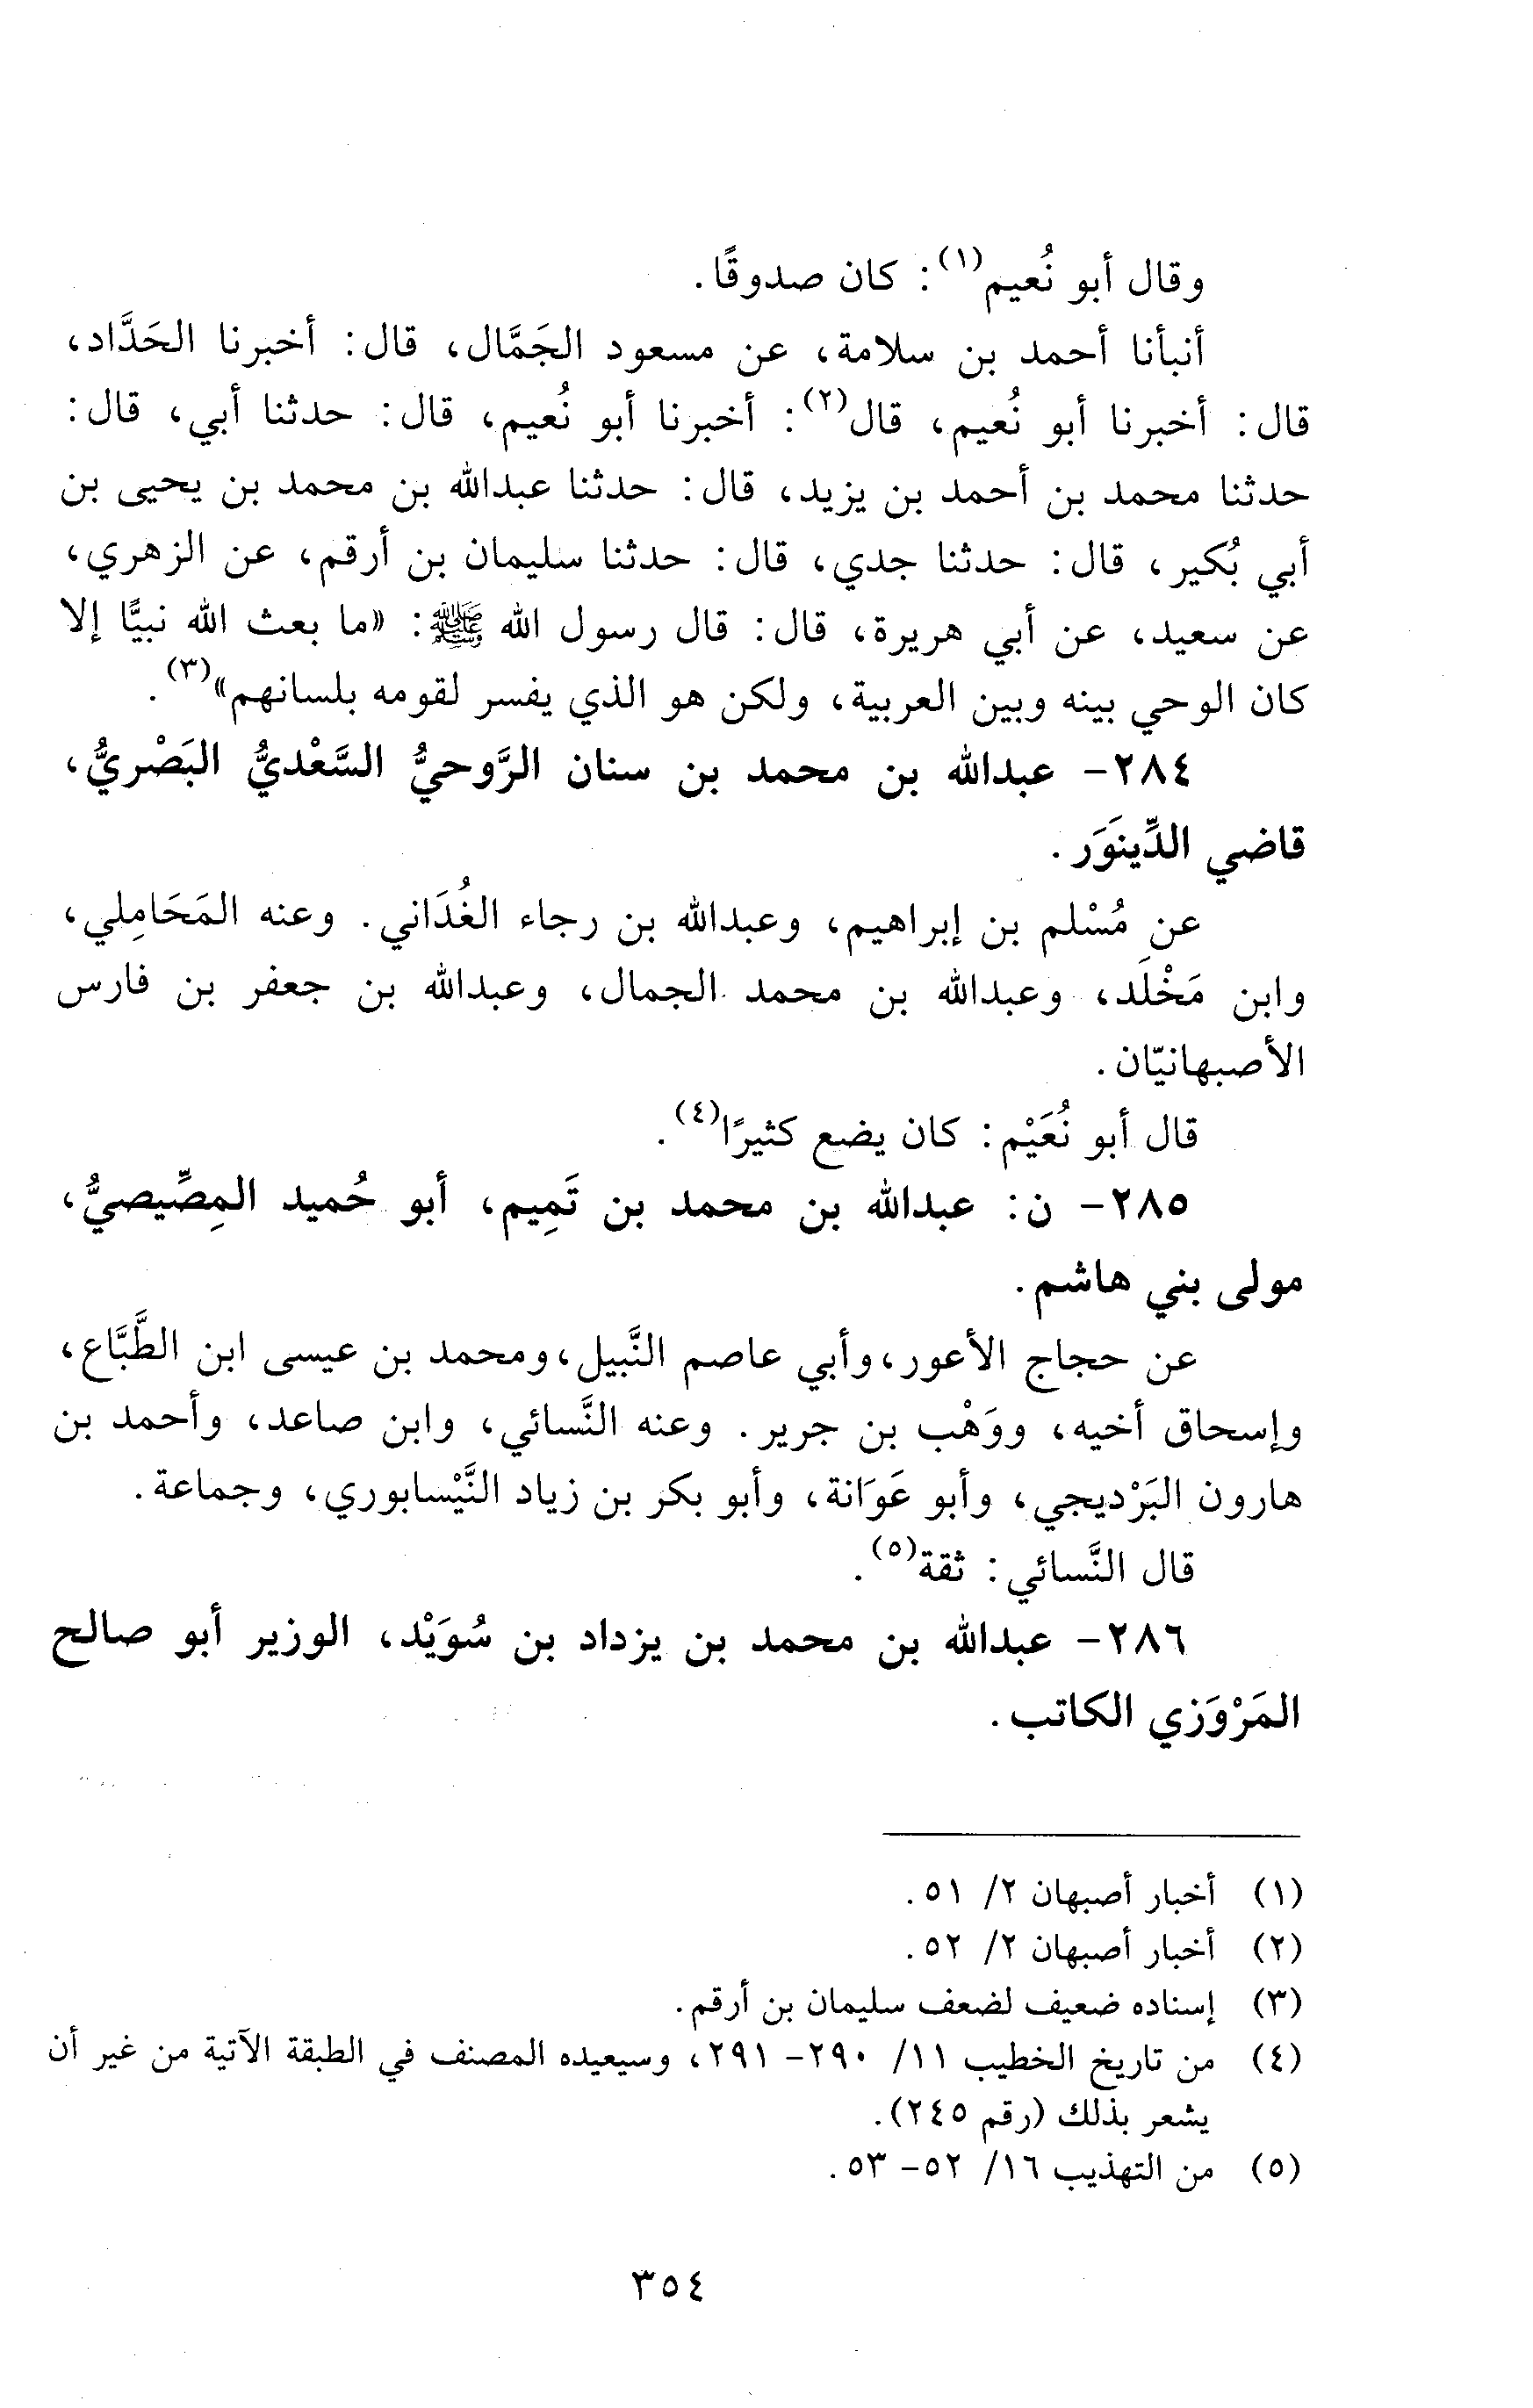 وقال أبو نُعيم(١): كان صدوقًا.
أنبأنا أحمد بن سلامة، عن مسعود الجَمَّال، قال: أخبرنا الحَدَّاد،
قال: أخبرنا أبو نُعيم، قال(٢): أخبرنا أبو نُعيم، قال: حدثنا أبي، قال:
حدثنا محمد بن أحمد بن يزيد، قال: حدثنا عبدالله بن محمد بن يحيى بن
أبي بُكير، قال: حدثنا جدي، قال: حدثنا سليمان بن أرقم، عن الزهري،
عن سعيد، عن أبي هريرة، قال: قال رسول الله ﷺ: «ما بعث الله نبيًّا إلا
كان الوحي بينه وبين العربية، ولكن هو الذي يفسر لقومه بلسانهم»(٣).
٢٨٤- عبدالله بن محمد بن سنان الرَّوحيُّ السَّعْديُّ البَصْريُّ،
قاضي الدِّينَوَر.
عن مُسْلم بن إبراهيم، وعبدالله بن رجاء الغُدَاني. وعنه المَحَامِلي،
وابن مَخْلَد، وعبدالله بن محمد الجمال، وعبدالله بن جعفر بن فارس
الأصبهانيّان.
قال أبو نُعَيْم: كان يضع كثيرًا(٤).
٢٨٥- ن: عبدالله بن محمد بن تَمِيم، أبو حُميد المِصِّيصيُّ،
مولى بني هاشم.
عن حجاج الأعور، وأبي عاصم النَّبيل، ومحمد بن عيسى ابن الطَّبَّاع،
وإسحاق أخيه، ووَهْب بن جرير. وعنه النَّسائي، وابن صاعد، وأحمد بن
هارون البَرْديجي، وأبو عَوَانة، وأبو بكر بن زياد النَّيْسابوري، وجماعة.
قال النَّسائي: ثقة(٥).
٢٨٦- عبدالله بن محمد بن يزداد بن سُوَيْد، الوزير أبو صالح
المَرْوَزي الكاتب.
(١) أخبار أصبهان ٢/ ٥١.
(٢) أخبار أصبهان ٢/ ٥٢.
(٣) إسناده ضعيف لضعف سليمان بن أرقم.
(٤) من تاريخ الخطيب ١١/ ٢٩٠- ٢٩١، وسيعيده المصنف في الطبقة الآتية من غير أن
يشعر بذلك (رقم ٢٤٥).
(٥) من التهذيب ١٦/ ٥٢- ٥٣.
٣٥٤